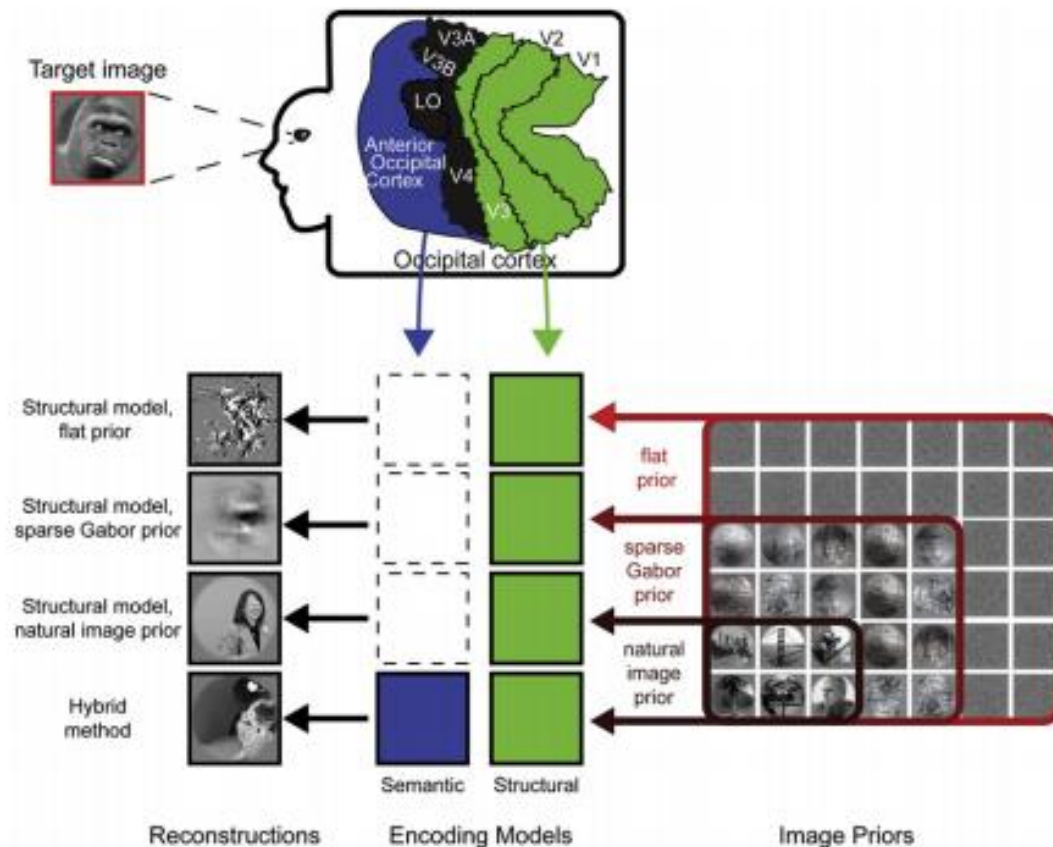 Target image
V3A
V3B
V2
V1
LO
Anterior
Occipital
Cortex
V4
V3
Occipital cortex
Structural model,
flat prior
Structural model,
sparse Gabor prior
Structural model,
natural image prior
Hybrid
method
flat
prior
sparse
Gabor
prior
natural
image
prior
Semantic
Structural
Reconstructions
Encoding Models
Image Priors